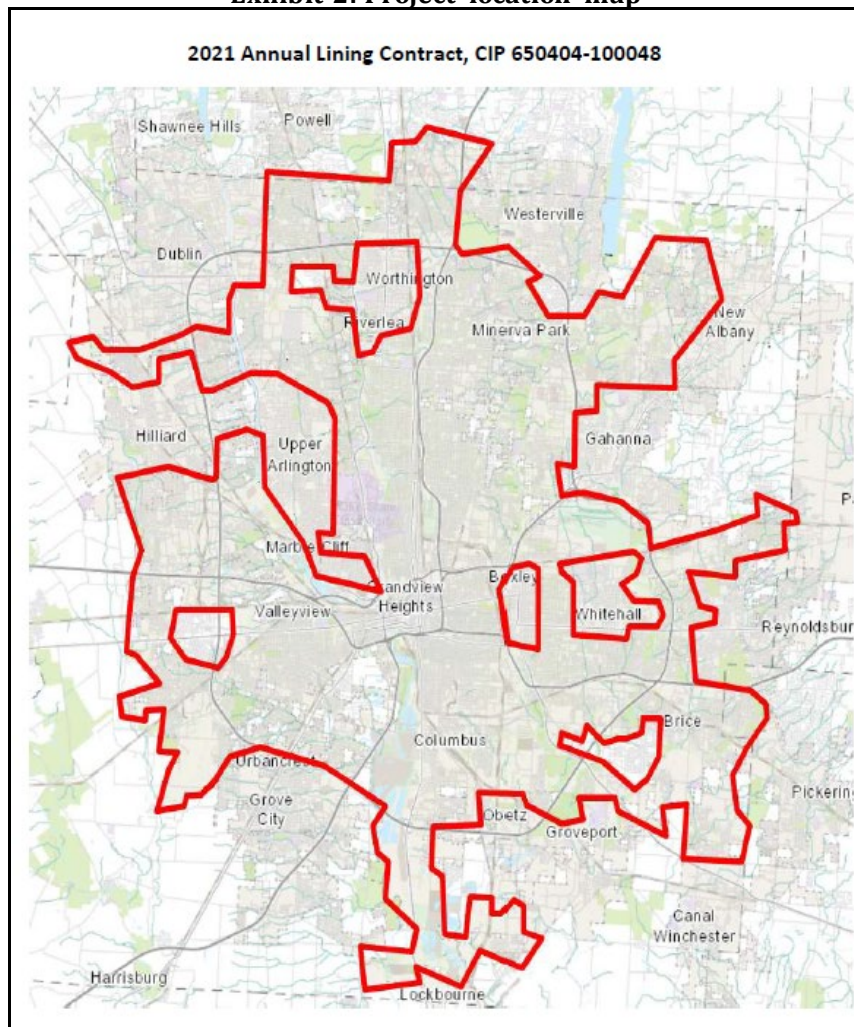 Exhibit 2: Project location map
2021 Annual Lining Contract, CIP 650404-100048
Shawnee Hills
Powell
Westerville
Dublin
Worthington
Riverlea
Minerva Park
New
Albany
Hilliard
Upper
Arlington
Gahanna
Marble Cliff
Grandview
Heights
Bexley
Valleyview
Whitehall
Reynoldsbur
Columbus
Brice
Urbancrest
Grove
City
Obetz
Groveport
Pickering
Canal
Winchester
Harrisburg
Lockbourne